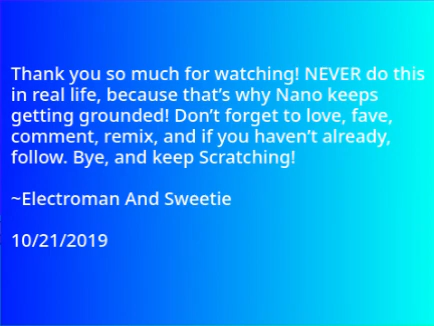 Thank you so much for watching! NEVER do this
in real life, because that’s why Nano keeps
getting grounded! Don’t forget to love, fave,
comment, remix, and if you haven’t already,
follow. Bye, and keep Scratching!
~Electroman And Sweetie
10/21/2019